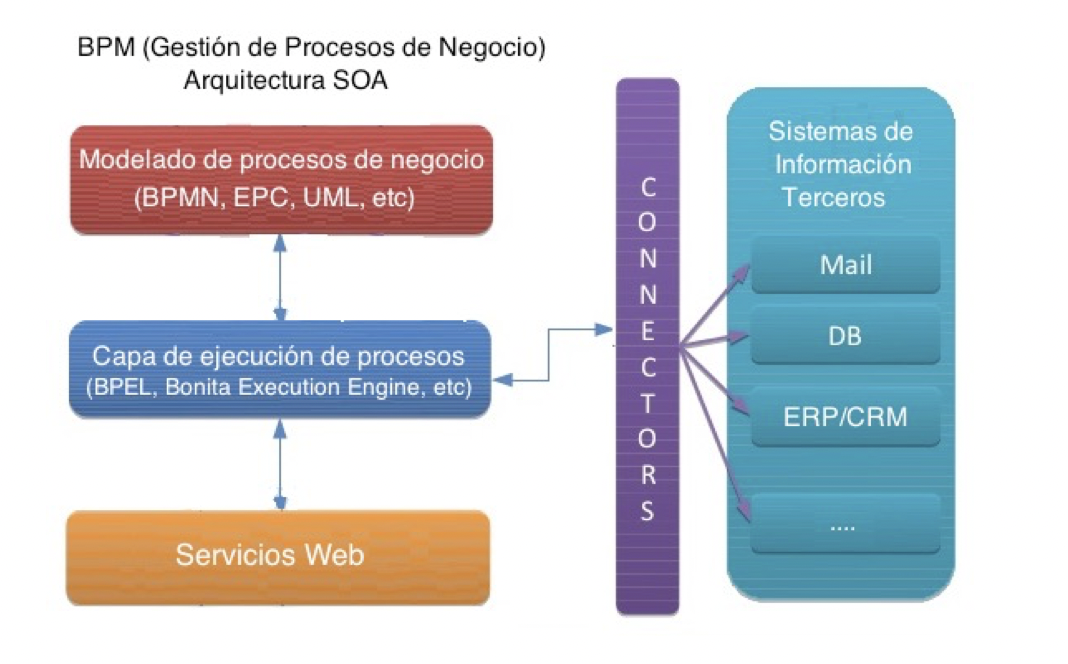 BPM (Gestión de Procesos de Negocio)
Arquitectura SOA
Modelado de procesos de negocio
(BPMN, EPC, UML, etc)
Capa de ejecución de procesos
(BPEL, Bonita Execution Engine, etc)
Servicios Web
CONNECTORS
Sistemas de
Información
Terceros
Mail
DB
ERP/CRM
....